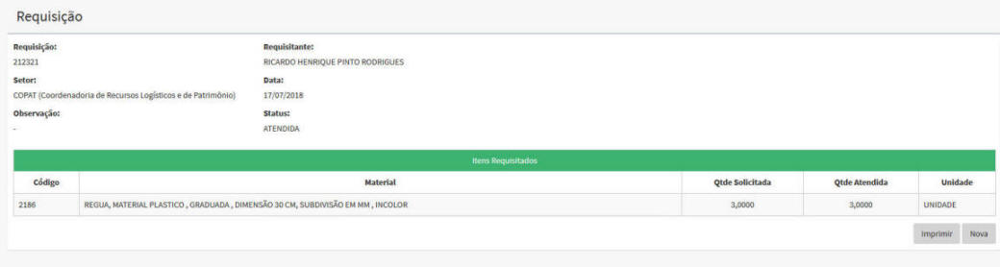 Requisição
Requisição: Requisitante:
212321 RICARDO HENRIQUE PINTO RODRIGUES
Setor: Data:
COPAT (Coordenadoria de Recursos Logísticos e de Patrimônio) 17/07/2018
Observação: Status:
- ATENDIDA
Itens Requisitados
Código Material Qtde Solicitada Qtde Atendida Unidade
2186 REGUA, MATERIAL PLASTICO , GRADUADA , DIMENSÃO 30 CM, SUBDIVISÃO EM MM , INCOLOR 3,0000 3,0000 UNIDADE
Imprimir Nova